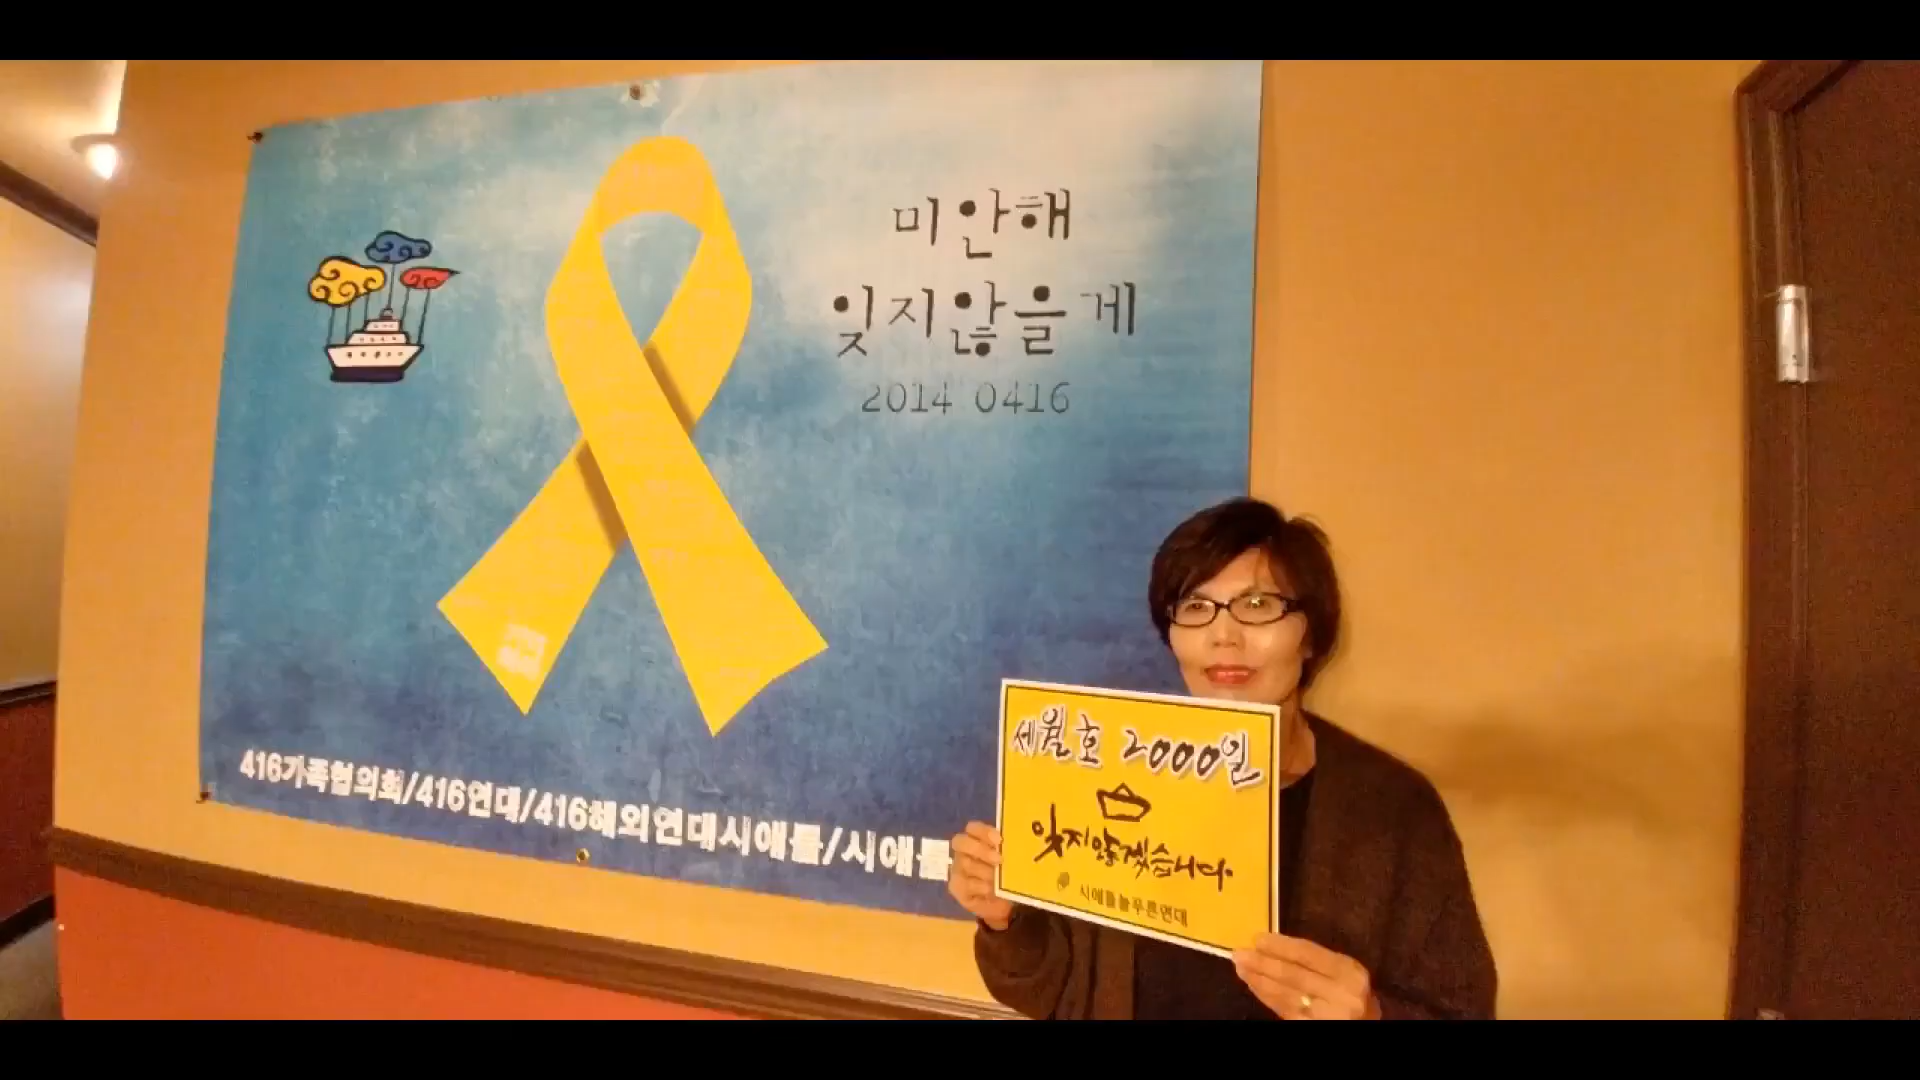 미안해
잊지않을게
2014 0416
416가족협의회/416연대/416해외연대시애틀/시애틀
세월호 2000일
잊지 않겠습니다.
시애틀늘푸른연대